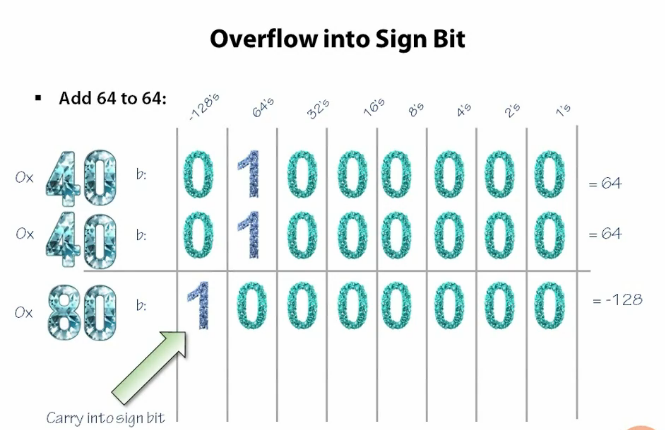 Overflow into Sign Bit
▪ Add 64 to 64:
-128's 64's 32's 16's 8's 4's 2's 1's
0x 40 b: 0 1 0 0 0 0 0 0 = 64
0x 40 b: 0 1 0 0 0 0 0 0 = 64
0x 80 b: 1 0 0 0 0 0 0 0 = -128
Carry into sign bit